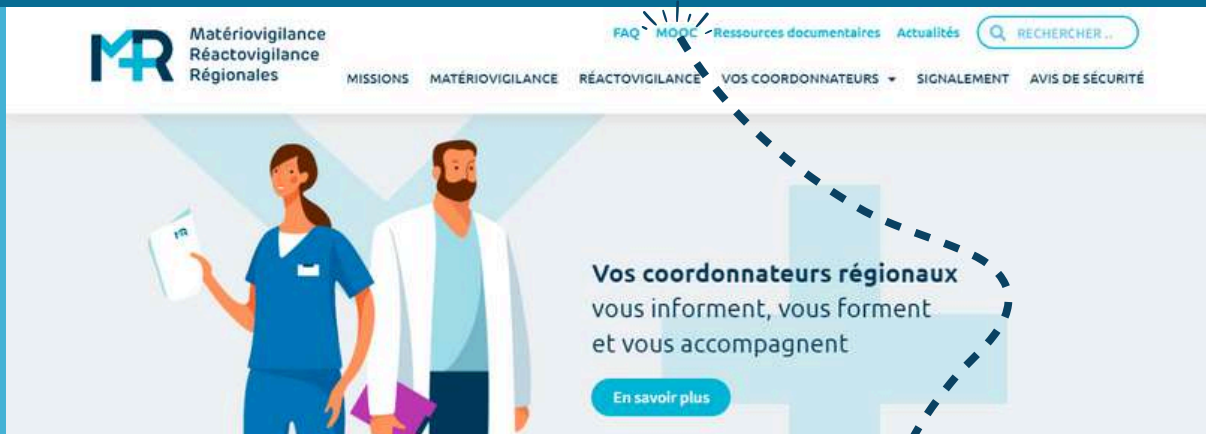 Matériovigilance
Réactovigilance
Régionales
FAQ MOOC Ressources documentaires Actualités RECHERCHER ..
MISSIONS MATÉRIOVIGILANCE RÉACTOVIGILANCE VOS COORDONNATEURS SIGNALEMENT AVIS DE SÉCURITÉ
MR
Vos coordonnateurs régionaux
vous informent, vous forment
et vous accompagnent
En savoir plus